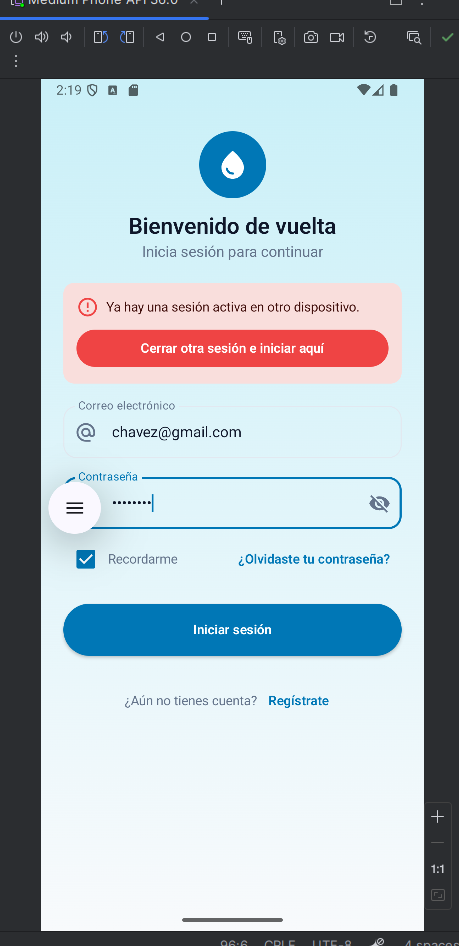 Medium Phone API 36.0
2:19
Bienvenido de vuelta
Inicia sesión para continuar
Ya hay una sesión activa en otro dispositivo.
Cerrar otra sesión e iniciar aquí
Correo electrónico
chavez@gmail.com
Contraseña
••••••••
Recordarme
¿Olvidaste tu contraseña?
Iniciar sesión
¿Aún no tienes cuenta? Regístrate
1:1
96:6 CRLF UTF-8 4 spaces